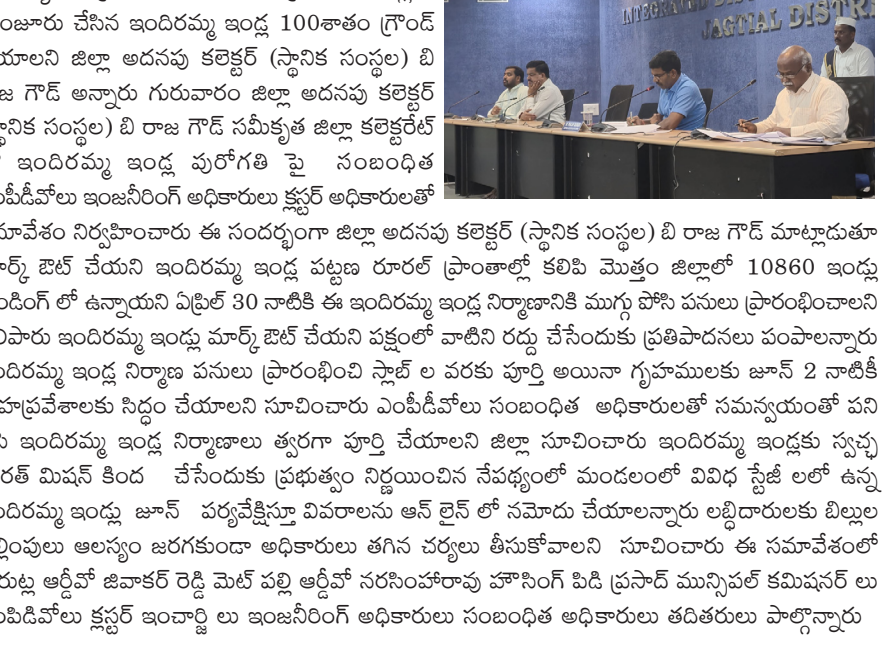 మంజూరు చేసిన ఇందిరమ్మ ఇండ్ల 100శాతం గ్రౌండ్
చేయాలని జిల్లా అదనపు కలెక్టర్ (స్థానిక సంస్థల) బి
రాజ గౌడ్ అన్నారు గురువారం జిల్లా అదనపు కలెక్టర్
(స్థానిక సంస్థల) బి రాజ గౌడ్ సమీకృత జిల్లా కలెక్టరేట్
ఇందిరమ్మ ఇండ్ల పురోగతి పై నంబంధిత
ఎంపీడీవోలు ఇంజనీరింగ్ అధికారులు క్లస్టర్ అధికారులతో
సమావేశం నిర్వహించారు ఈ సందర్భంగా జిల్లా అదనపు కలెక్టర్ (స్థానిక సంస్థల) బి రాజ గౌడ్ మాట్లాడుతూ
మార్క్ ఔట్ చేయని ఇందిరమ్మ ఇండ్ల పట్టణ రూరల్ ప్రాంతాల్లో కలిపి మొత్తం జిల్లాలో 10860 ఇండ్లు
పెండింగ్ లో ఉన్నాయని ఏప్రిల్ 30 నాటికి ఈ ఇందిరమ్మ ఇండ్ల నిర్మాణానికి ముగ్గు పోసి పనులు ప్రారంభించాలని
తెలిపారు ఇందిరమ్మ ఇండ్లు మార్క్ ఔట్ చేయని పక్షంలో వాటిని రద్దు చేసేందుకు ప్రతిపాదనలు పంపాలన్నారు
ఇందిరమ్మ ఇండ్ల నిర్మాణ పనులు ప్రారంభించి స్లాబ్ ల వరకు పూర్తి అయినా గృహములకు జూన్ 2 నాటికీ
గృహప్రవేశాలకు సిద్ధం చేయాలని సూచించారు ఎంపీడీవోలు సంబంధిత అధికారులతో సమన్వయంతో పని
చేసి ఇందిరమ్మ ఇండ్ల నిర్మాణాలు త్వరగా పూర్తి చేయాలని జిల్లా సూచించారు ఇందిరమ్మ ఇండ్లకు స్వచ్ఛ
భారత్ మిషన్ కింద చేసేందుకు ప్రభుత్వం నిర్ణయించిన నేపథ్యంలో మండలంలో వివిధ స్టేజీ లలో ఉన్న
ఇందిరమ్మ ఇండ్లు జూన్ పర్యవేక్షిస్తూ వివరాలను ఆన్ లైన్ లో నమోదు చేయాలన్నారు లబ్ధిదారులకు బిల్లుల
చెల్లింపులు ఆలస్యం జరగకుండా అధికారులు తగిన చర్యలు తీసుకోవాలని సూచించారు ఈ సమావేశంలో
కోరుట్ల ఆర్డీవో జివాకర్ రెడ్డి మెట్ పల్లి ఆర్డీవో నరసింహారావు హౌసింగ్ పిడి ప్రసాద్ మున్సిపల్ కమిషనర్ లు
ఎంపిడివోలు క్లస్టర్ ఇంచార్జి లు ఇంజనీరింగ్ అధికారులు సంబంధిత అధికారులు తదితరులు పాల్గొన్నారు
INTEGRATED
JAGTIAL DISTRI